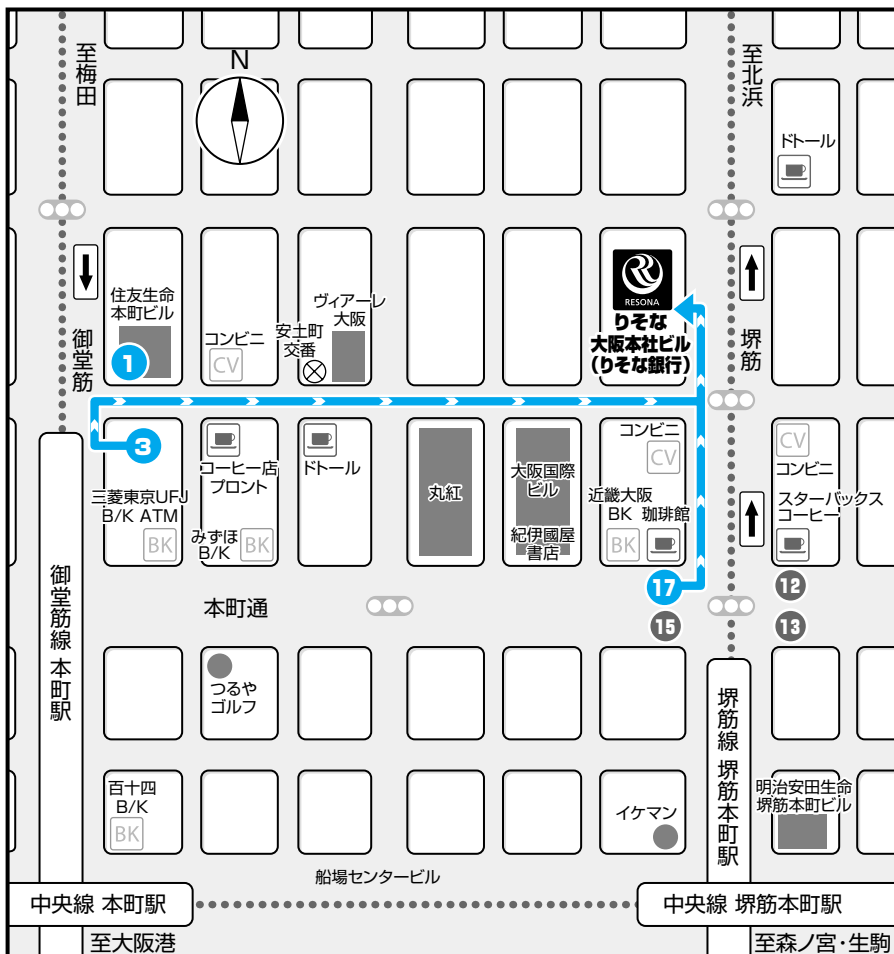 至梅田
N
至北浜
ドトール
住友生命
本町ビル
1
御堂筋
コンビニ
CV
安土町
交番
ヴィアーレ
大阪
R
RESONA
りそな
大阪本社ビル
(りそな銀行)
堺筋
3
三菱東京UFJ
B/K ATM
BK
コーヒー店
プロント
みずほ
B/K
BK
ドトール
丸紅
大阪国際
ビル
紀伊國屋
書店
コンビニ
CV
近畿大阪
BK
BK
珈琲館
CV
コンビニ
スターバックス
コーヒー
17
15
12
13
本町通
御堂筋線 本町駅
つるや
ゴルフ
堺筋線 堺筋本町駅
百十四
B/K
BK
イケマン
明治安田生命
堺筋本町ビル
船場センタービル
中央線 本町駅
中央線 堺筋本町駅
至大阪港
至森ノ宮・生駒